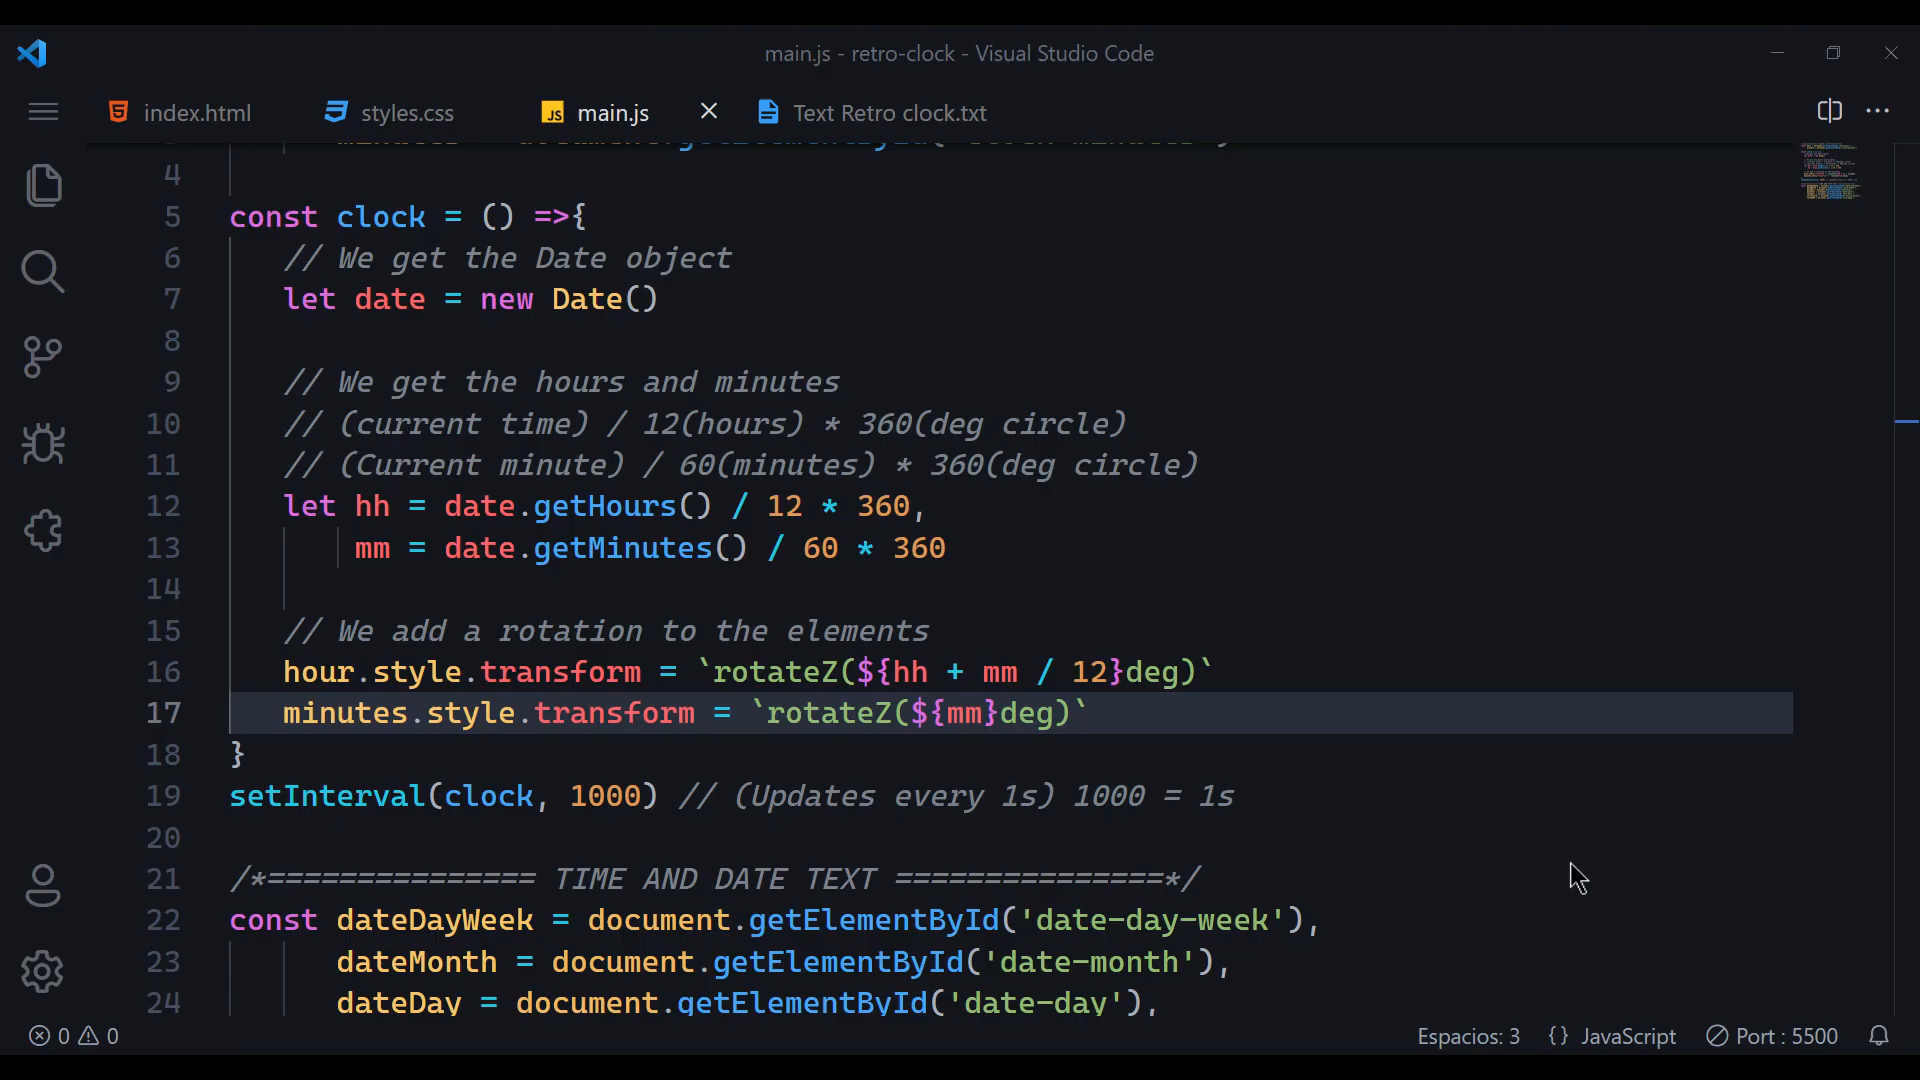 main.js - retro-clock - Visual Studio Code
index.html
styles.css
JS main.js
Text Retro clock.txt
4
5 const clock = () =>{
6 // We get the Date object
7 let date = new Date()
8
9 // We get the hours and minutes
10 // (current time) / 12(hours) * 360(deg circle)
11 // (Current minute) / 60(minutes) * 360(deg circle)
12 let hh = date.getHours() / 12 * 360,
13 mm = date.getMinutes() / 60 * 360
14
15 // We add a rotation to the elements
16 hour.style.transform = `rotateZ(${hh + mm / 12}deg)`
17 minutes.style.transform = `rotateZ(${mm}deg)`
18 }
19 setInterval(clock, 1000) // (Updates every 1s) 1000 = 1s
20
21 /*=============== TIME AND DATE TEXT ===============*/
22 const dateDayWeek = document.getElementById('date-day-week'),
23 dateMonth = document.getElementById('date-month'),
24 dateDay = document.getElementById('date-day'),
0 0
Espacios: 3
{} JavaScript
Port : 5500